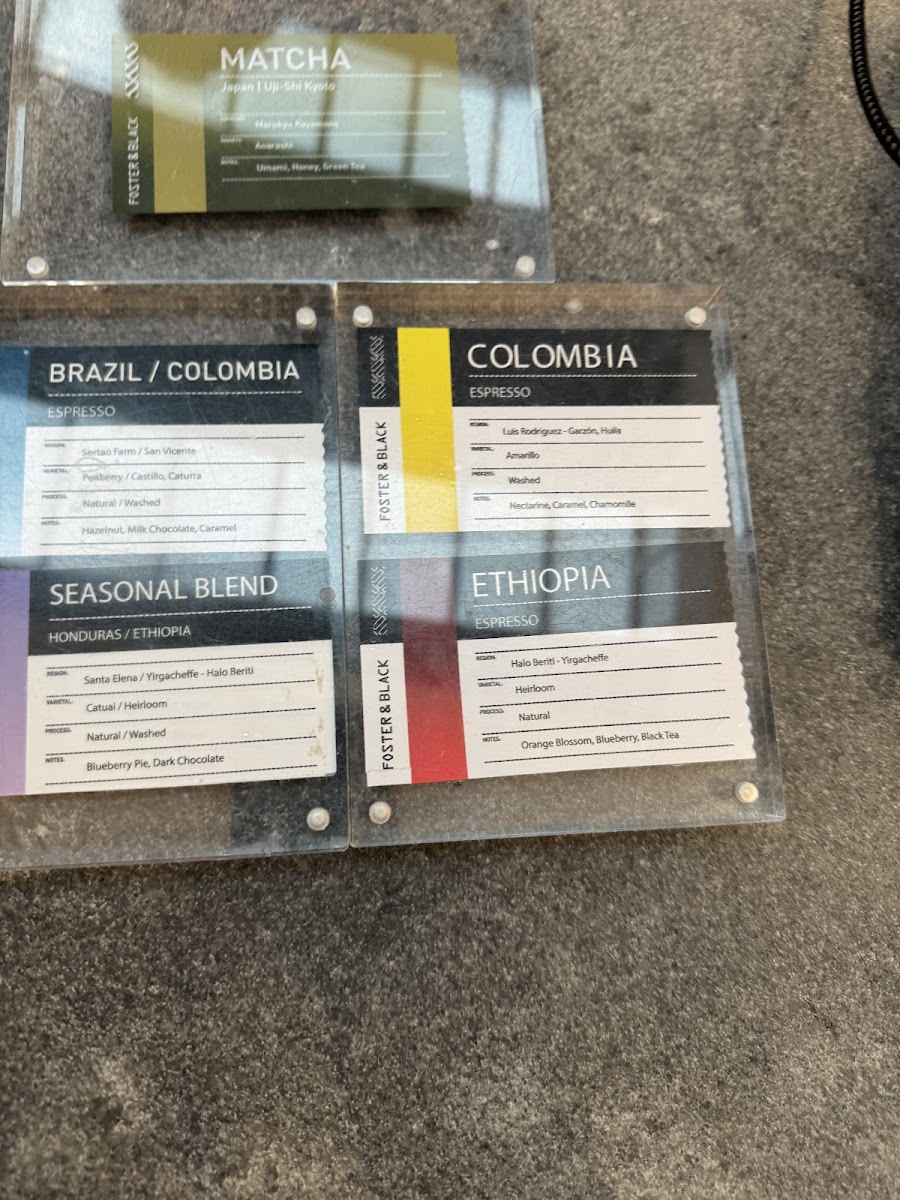 MATCHA
Japan | Uji-Shi Kyoto
Marukyu Koyamaen
Umami, Honey, Green Tea
NOTES:
FOSTER & BLACK
BRAZIL / COLOMBIA
ESPRESSO
REGION: Sertao Farm / San Vicente
VARIETAL: Peaberry / Castillo, Caturra
PROCESS: Natural / Washed
NOTES: Hazelnut, Milk Chocolate, Caramel
SEASONAL BLEND
HONDURAS / ETHIOPIA
REGION: Santa Elena / Yirgacheffe - Halo Beriti
VARIETAL: Catuai / Heirloom
PROCESS: Natural / Washed
NOTES: Blueberry Pie, Dark Chocolate
COLOMBIA
ESPRESSO
REGION: Luis Rodriguez - Garzón, Huila
VARIETAL: Amarillo
PROCESS: Washed
NOTES: Nectarine, Caramel, Chamomile
FOSTER & BLACK
ETHIOPIA
ESPRESSO
REGION: Halo Beriti - Yirgacheffe
VARIETAL: Heirloom
PROCESS: Natural
NOTES: Orange Blossom, Blueberry, Black Tea
FOSTER & BLACK